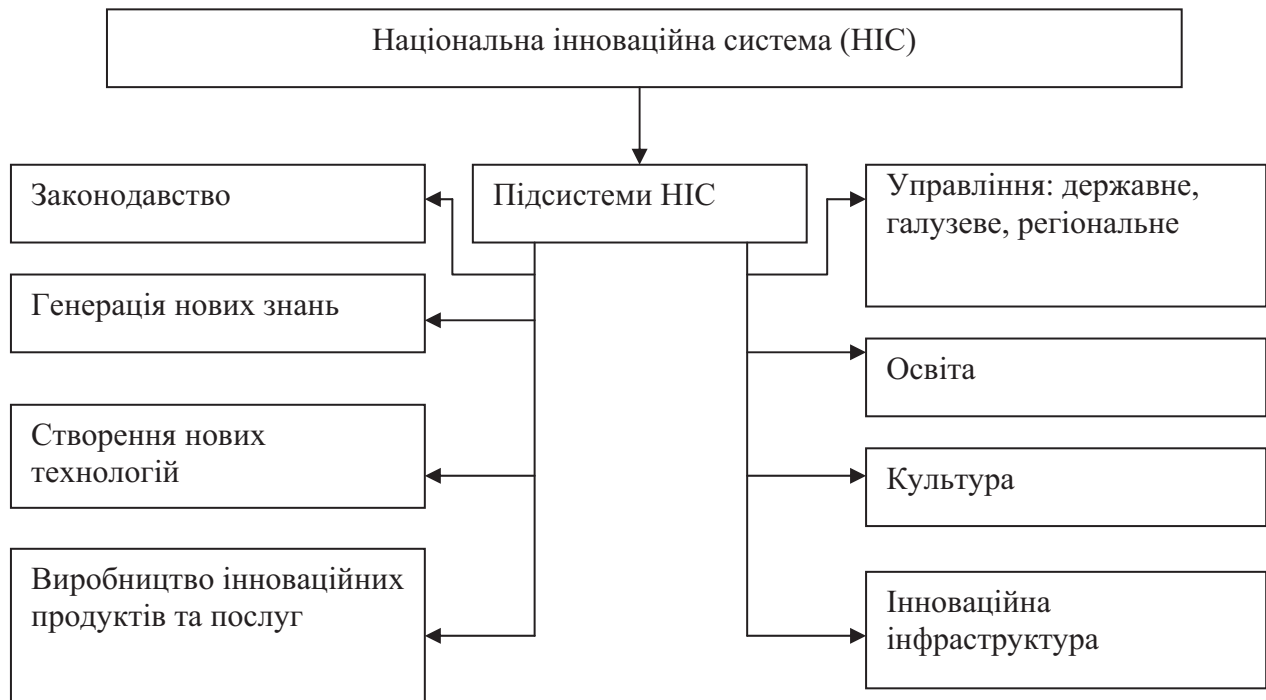 Національна інноваційна система (НІС)
Законодавство
Підсистеми НІС
Управління: державне,
галузеве, регіональне
Генерація нових знань
Освіта
Створення нових
технологій
Культура
Виробництво інноваційних
продуктів та послуг
Інноваційна
інфраструктура